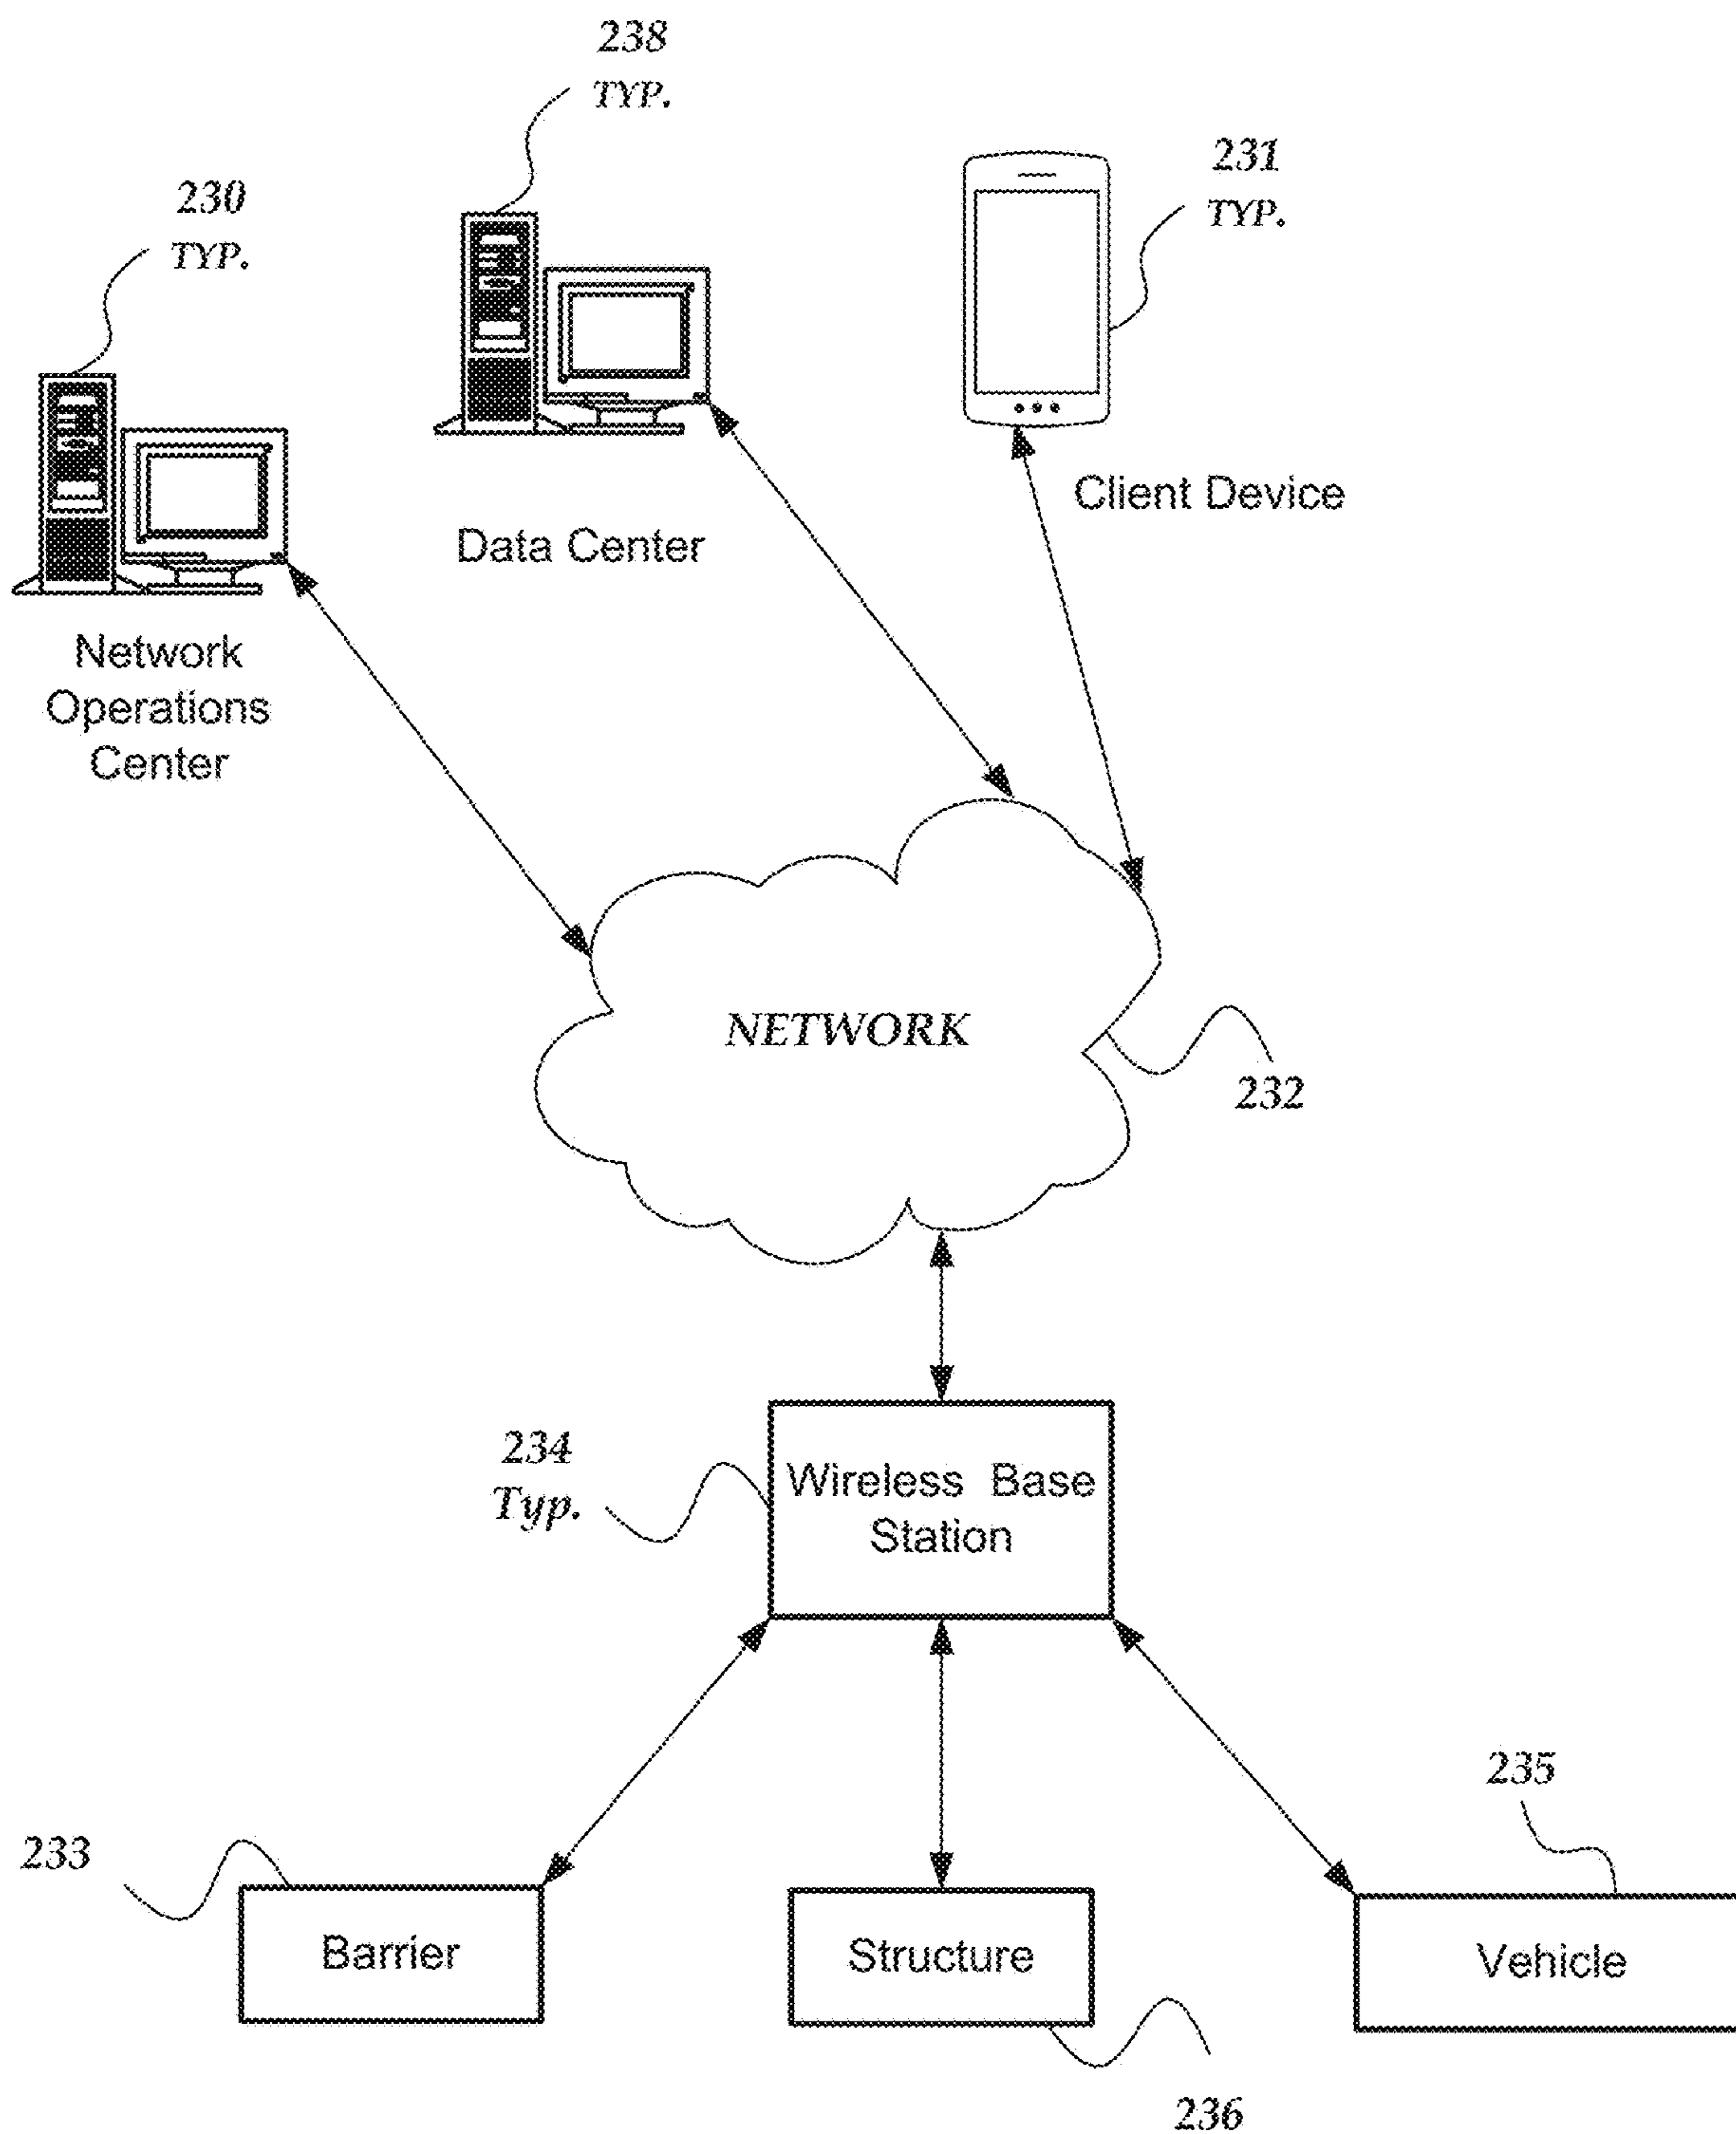 238
TYP.
231
TYP.
230
TYP.
Client Device
Data Center
Network
Operations
Center
NETWORK
232
234
Typ.
Wireless Base
Station
235
233
Barrier
Structure
Vehicle
236